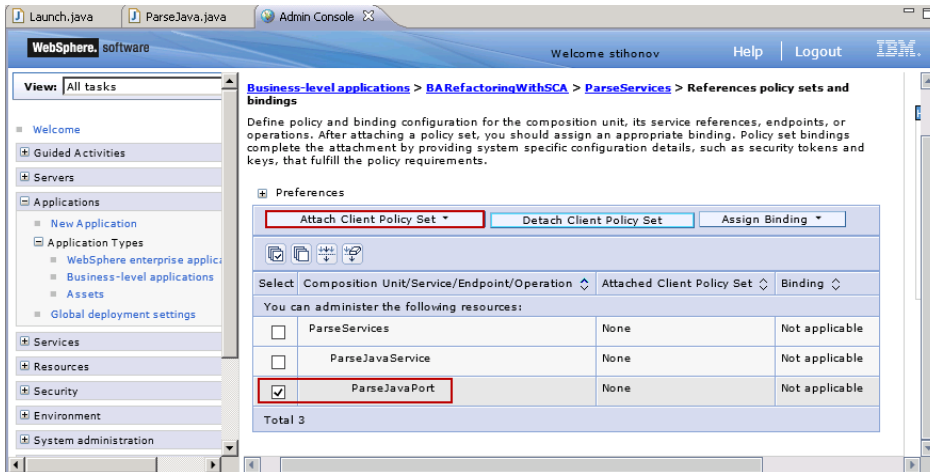 Launch.java ParseJava.java Admin Console
WebSphere. software Welcome stihonov Help Logout IBM.
View: All tasks
Welcome
Guided Activities
Servers
Applications
New Application
Application Types
WebSphere enterprise applica
Business-level applications
Assets
Global deployment settings
Services
Resources
Security
Environment
System administration
Business-level applications > BARefactoringWithSCA > ParseServices > References policy sets and
bindings
Define policy and binding configuration for the composition unit, its service references, endpoints, or
operations. After attaching a policy set, you should assign an appropriate binding. Policy set bindings
complete the attachment by providing system specific configuration details, such as security tokens and
keys, that fulfill the policy requirements.
Preferences
Attach Client Policy Set Detach Client Policy Set Assign Binding
Select Composition Unit/Service/Endpoint/Operation Attached Client Policy Set Binding
You can administer the following resources:
ParseServices None Not applicable
ParseJavaService None Not applicable
ParseJavaPort None Not applicable
Total 3